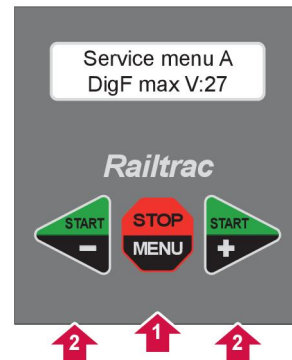 Service menu A
DigF max V:27
Railtrac
START STOP START
- MENU +
2 1 2